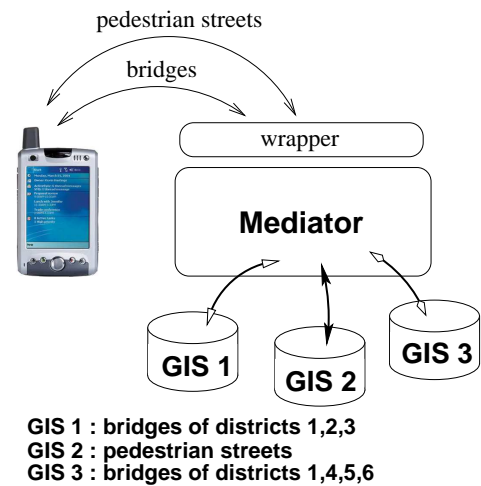 pedestrian streets
bridges
wrapper
Mediator
GIS 1
GIS 2
GIS 3
GIS 1 : bridges of districts 1,2,3
GIS 2 : pedestrian streets
GIS 3 : bridges of districts 1,4,5,6